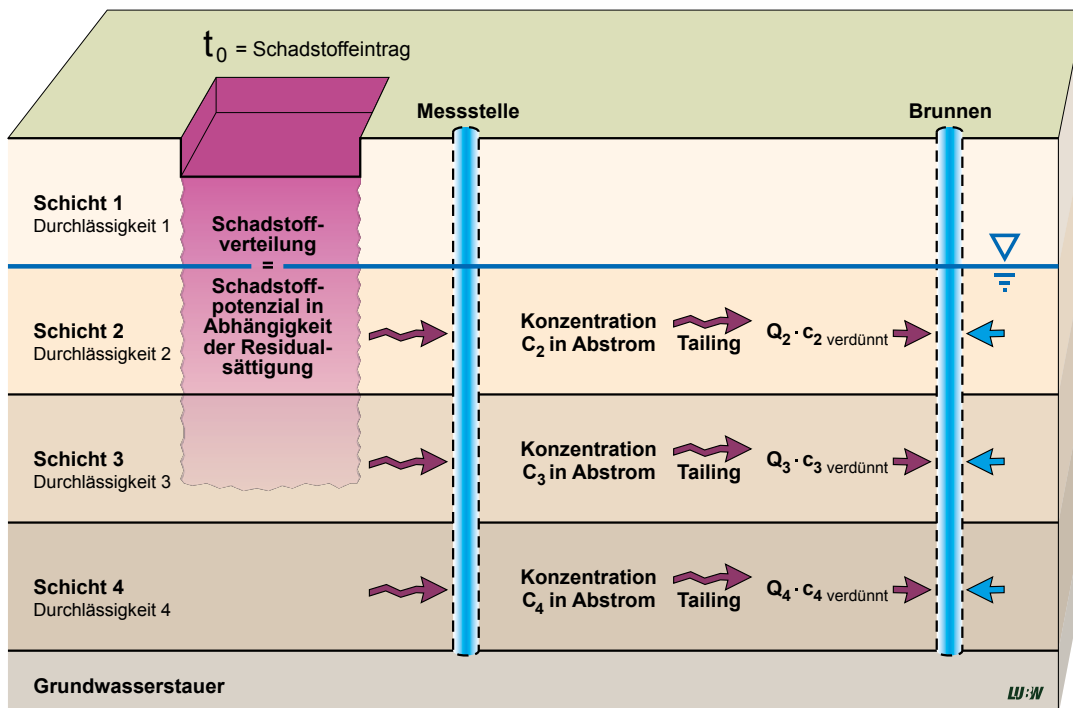 t₀ = Schadstoffeintrag
Messstelle
Brunnen
Schicht 1
Durchlässigkeit 1
Schadstoff-
verteilung
=
Schadstoff-
potenzial in
Abhängigkeit
der Residual-
sättigung
Schicht 2
Durchlässigkeit 2
Konzentration
C₂ in Abstrom
Tailing
Q₂ · c₂ verdünnt
Schicht 3
Durchlässigkeit 3
Konzentration
C₃ in Abstrom
Tailing
Q₃ · c₃ verdünnt
Schicht 4
Durchlässigkeit 4
Konzentration
C₄ in Abstrom
Tailing
Q₄ · c₄ verdünnt
Grundwasserstauer
LU:W